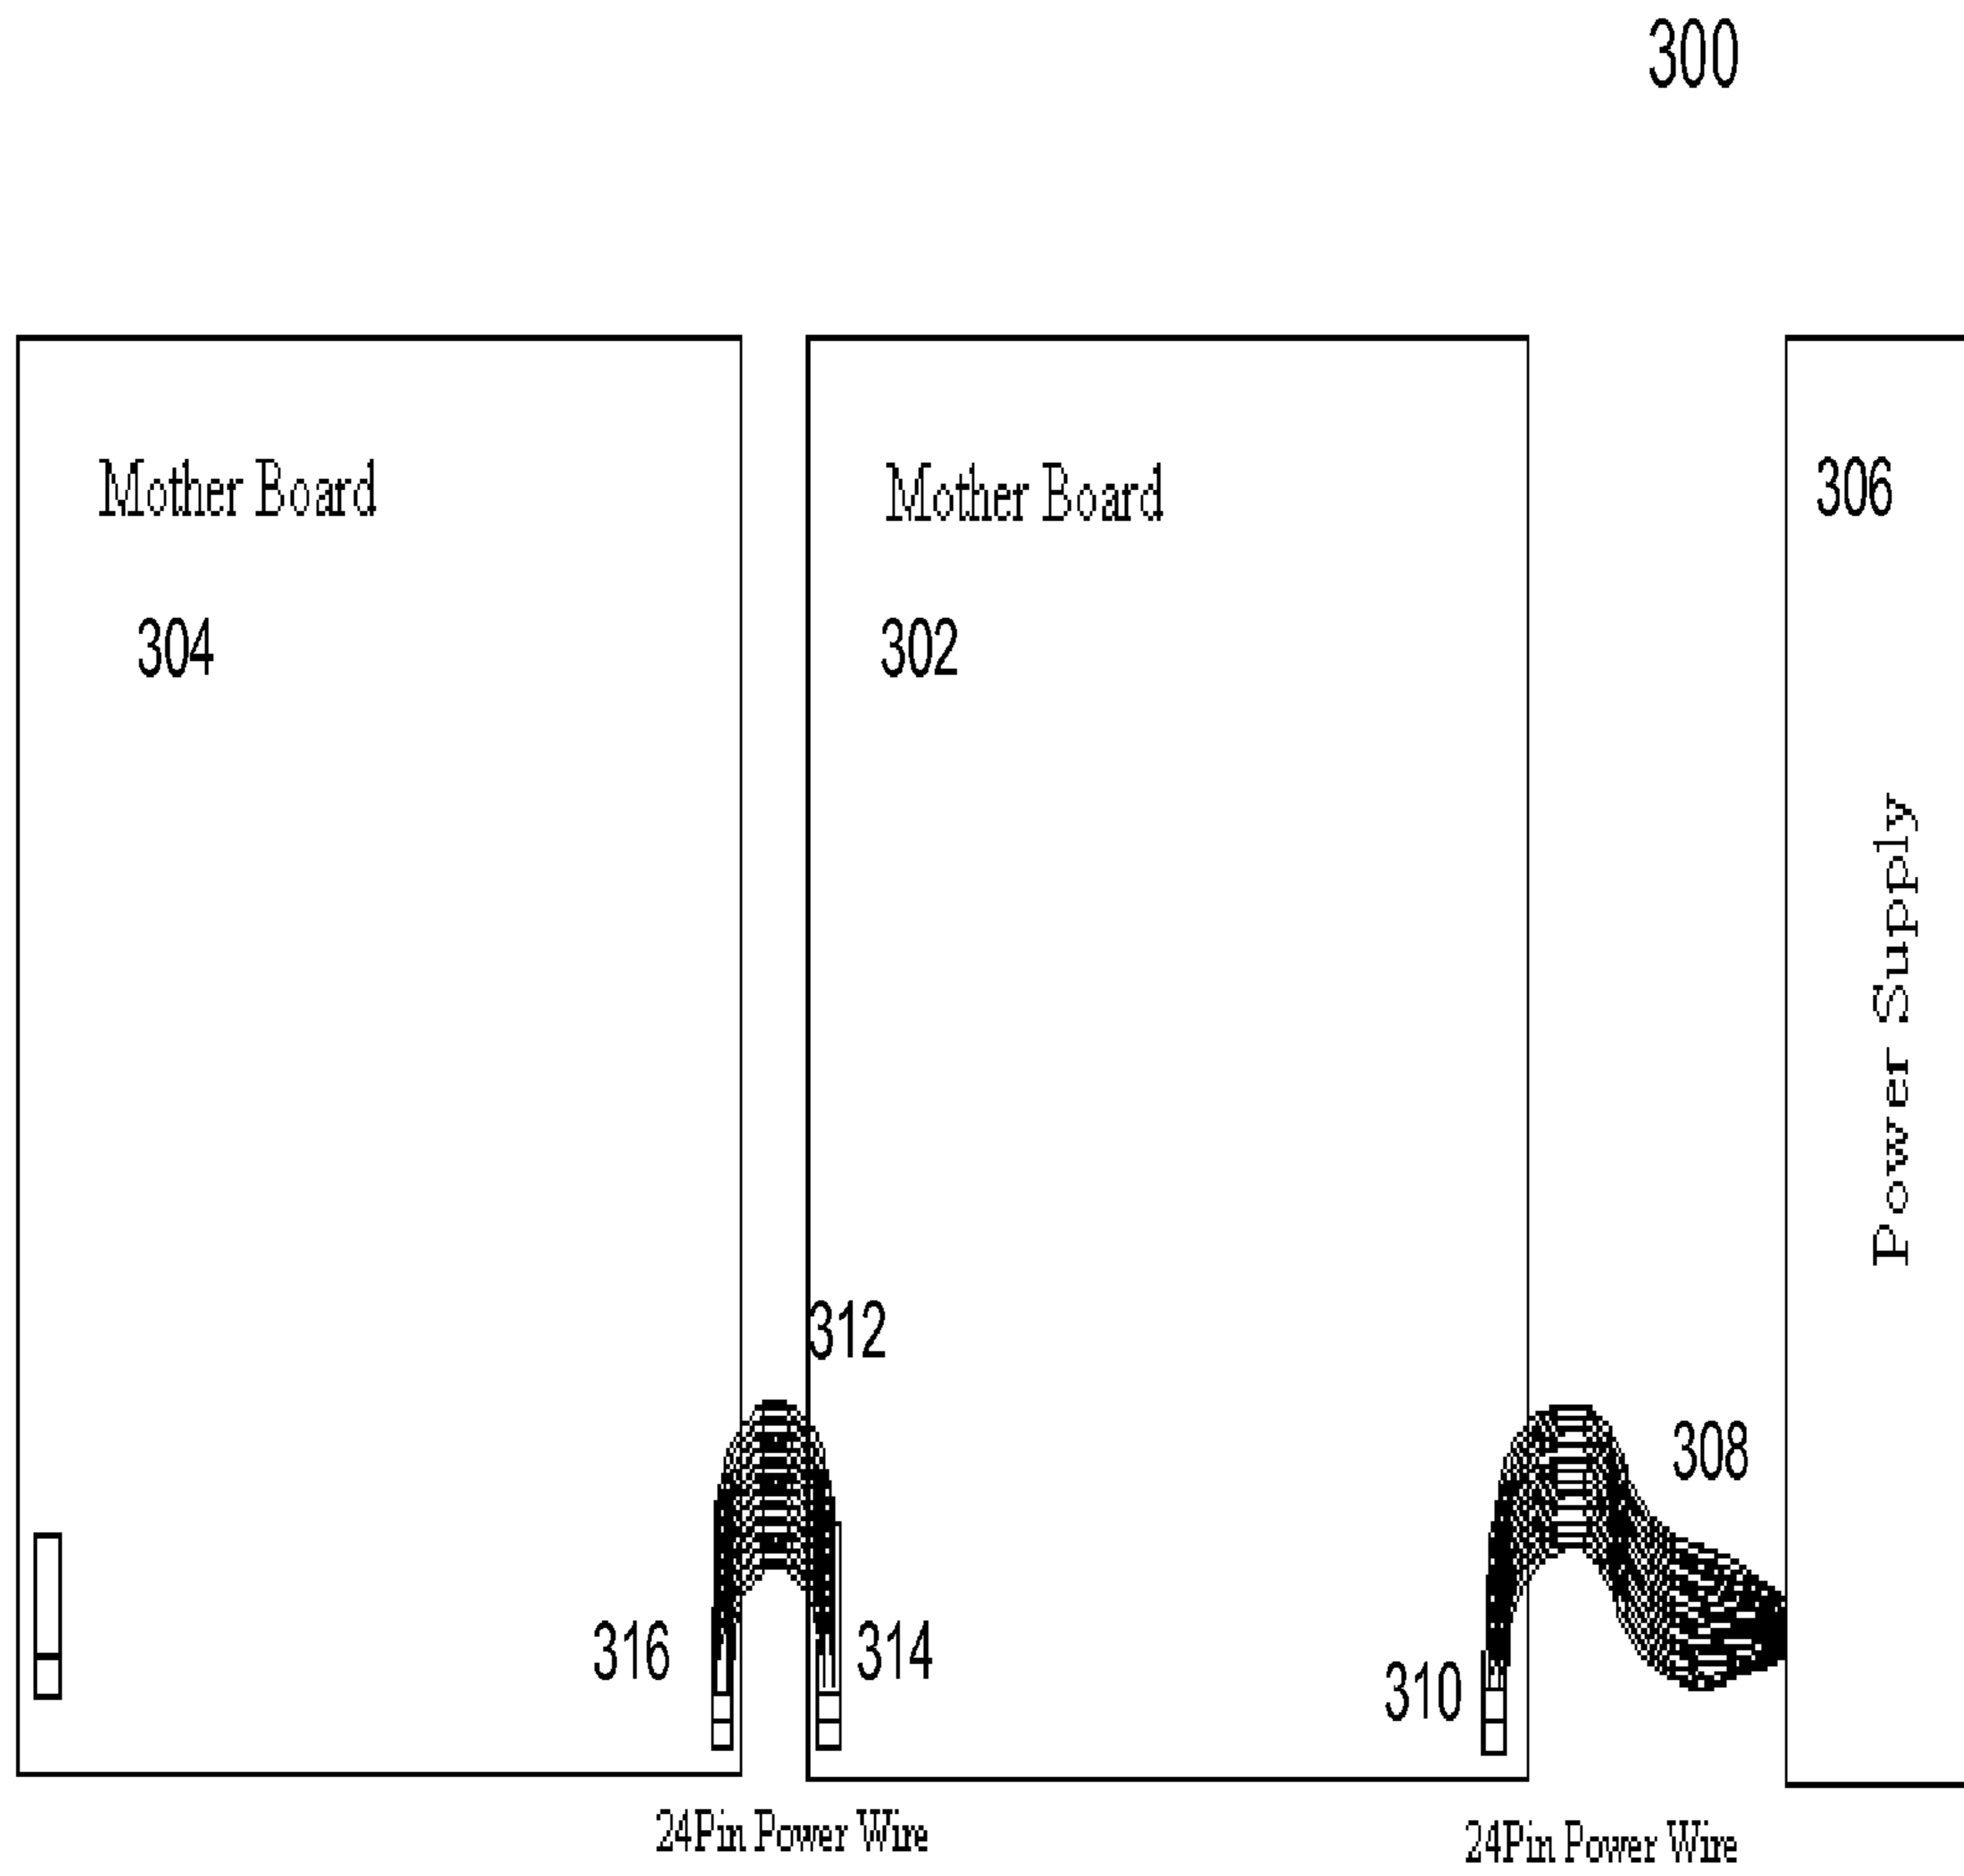 300
Mother Board
Mother Board
306
304
302
Power Supply
312
308
316
314
310
24Pin Power Wire
24Pin Power Wire